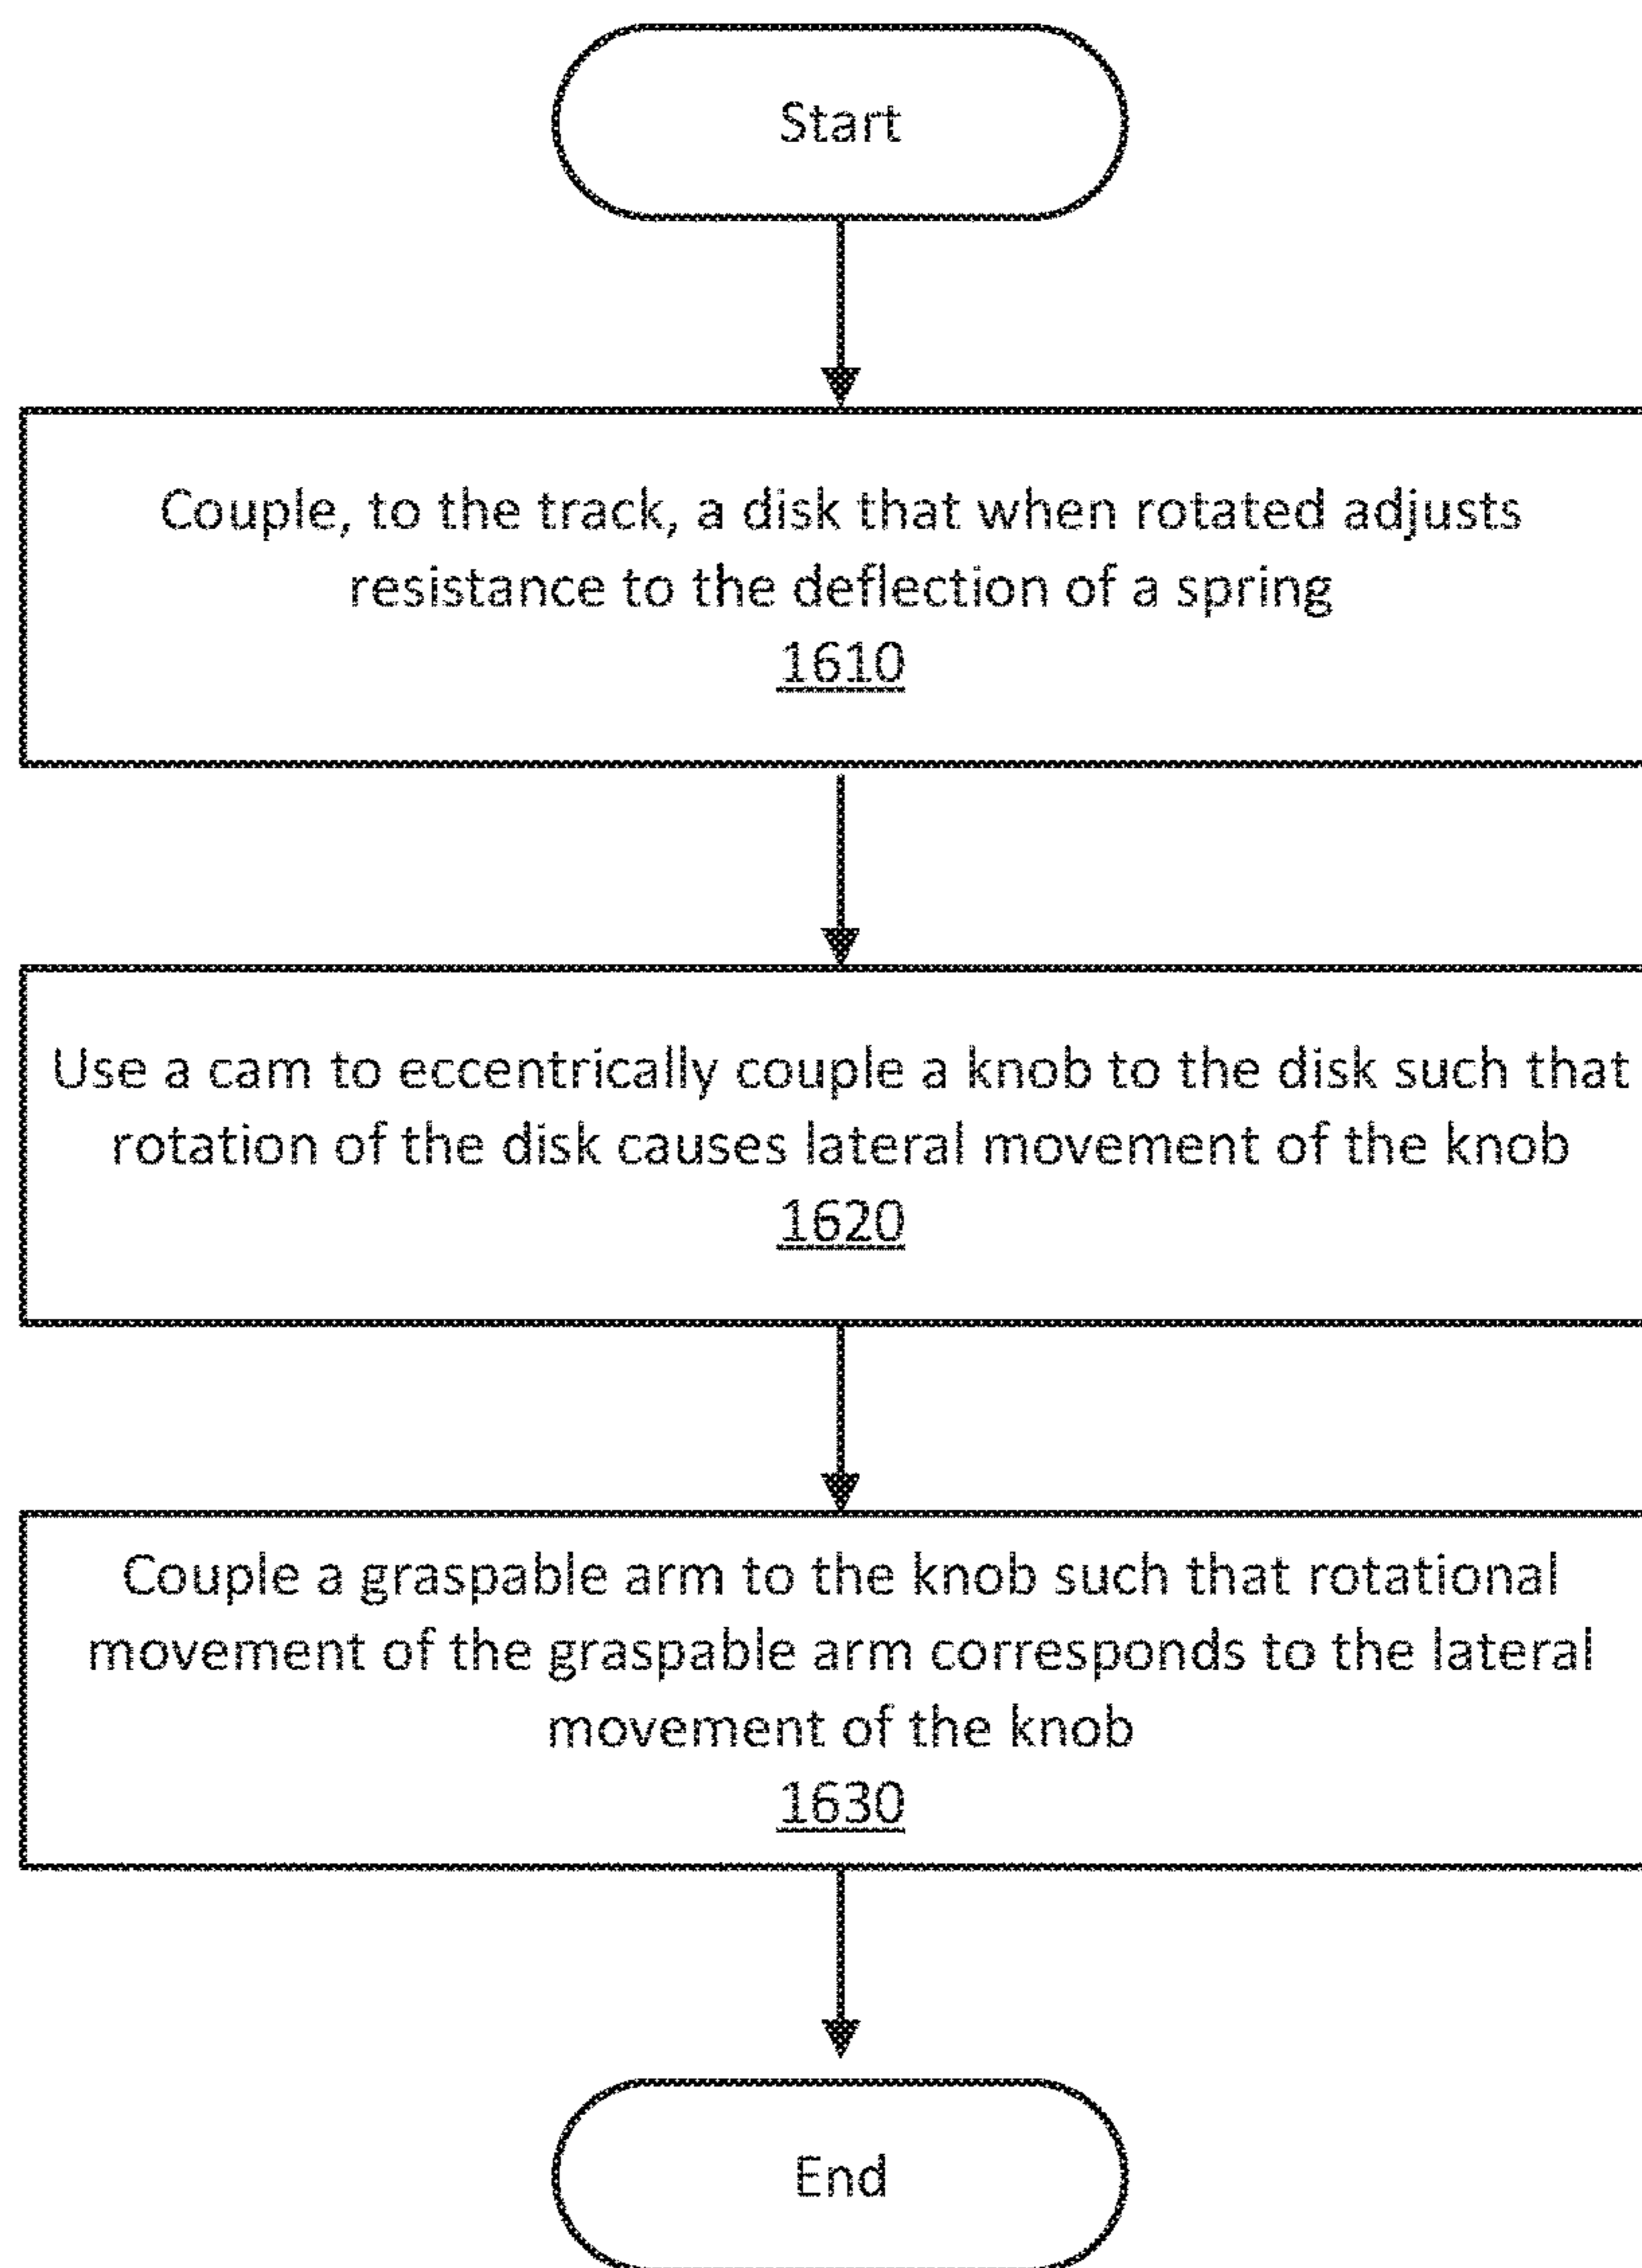 Start
Couple, to the track, a disk that when rotated adjusts
resistance to the deflection of a spring
1610
Use a cam to eccentrically couple a knob to the disk such that
rotation of the disk causes lateral movement of the knob
1620
Couple a graspable arm to the knob such that rotational
movement of the graspable arm corresponds to the lateral
movement of the knob
1630
End